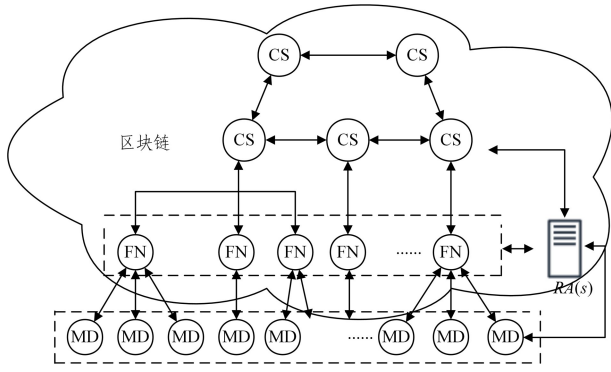 CS CS
区块链 CS CS CS
FN FN FN FN ...... FN
RA(s)
MD MD MD MD MD ...... MD MD MD